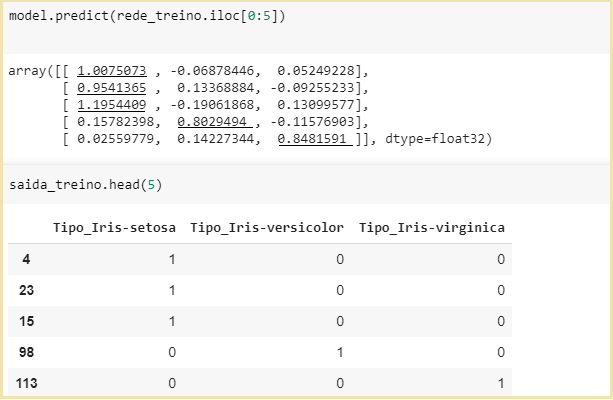 model.predict(rede_treino.iloc[0:5])
array([[ 1.0075073 , -0.06878446, 0.05249228],
[ 0.9541365 , 0.13368884, -0.09255233],
[ 1.1954409 , -0.19061868, 0.13099577],
[ 0.15782398, 0.8029494 , -0.11576903],
[ 0.02559779, 0.14227344, 0.8481591 ]], dtype=float32)
saida_treino.head(5)
Tipo_Iris-setosa Tipo_Iris-versicolor Tipo_Iris-virginica
4 1 0 0
23 1 0 0
15 1 0 0
98 0 1 0
113 0 0 1